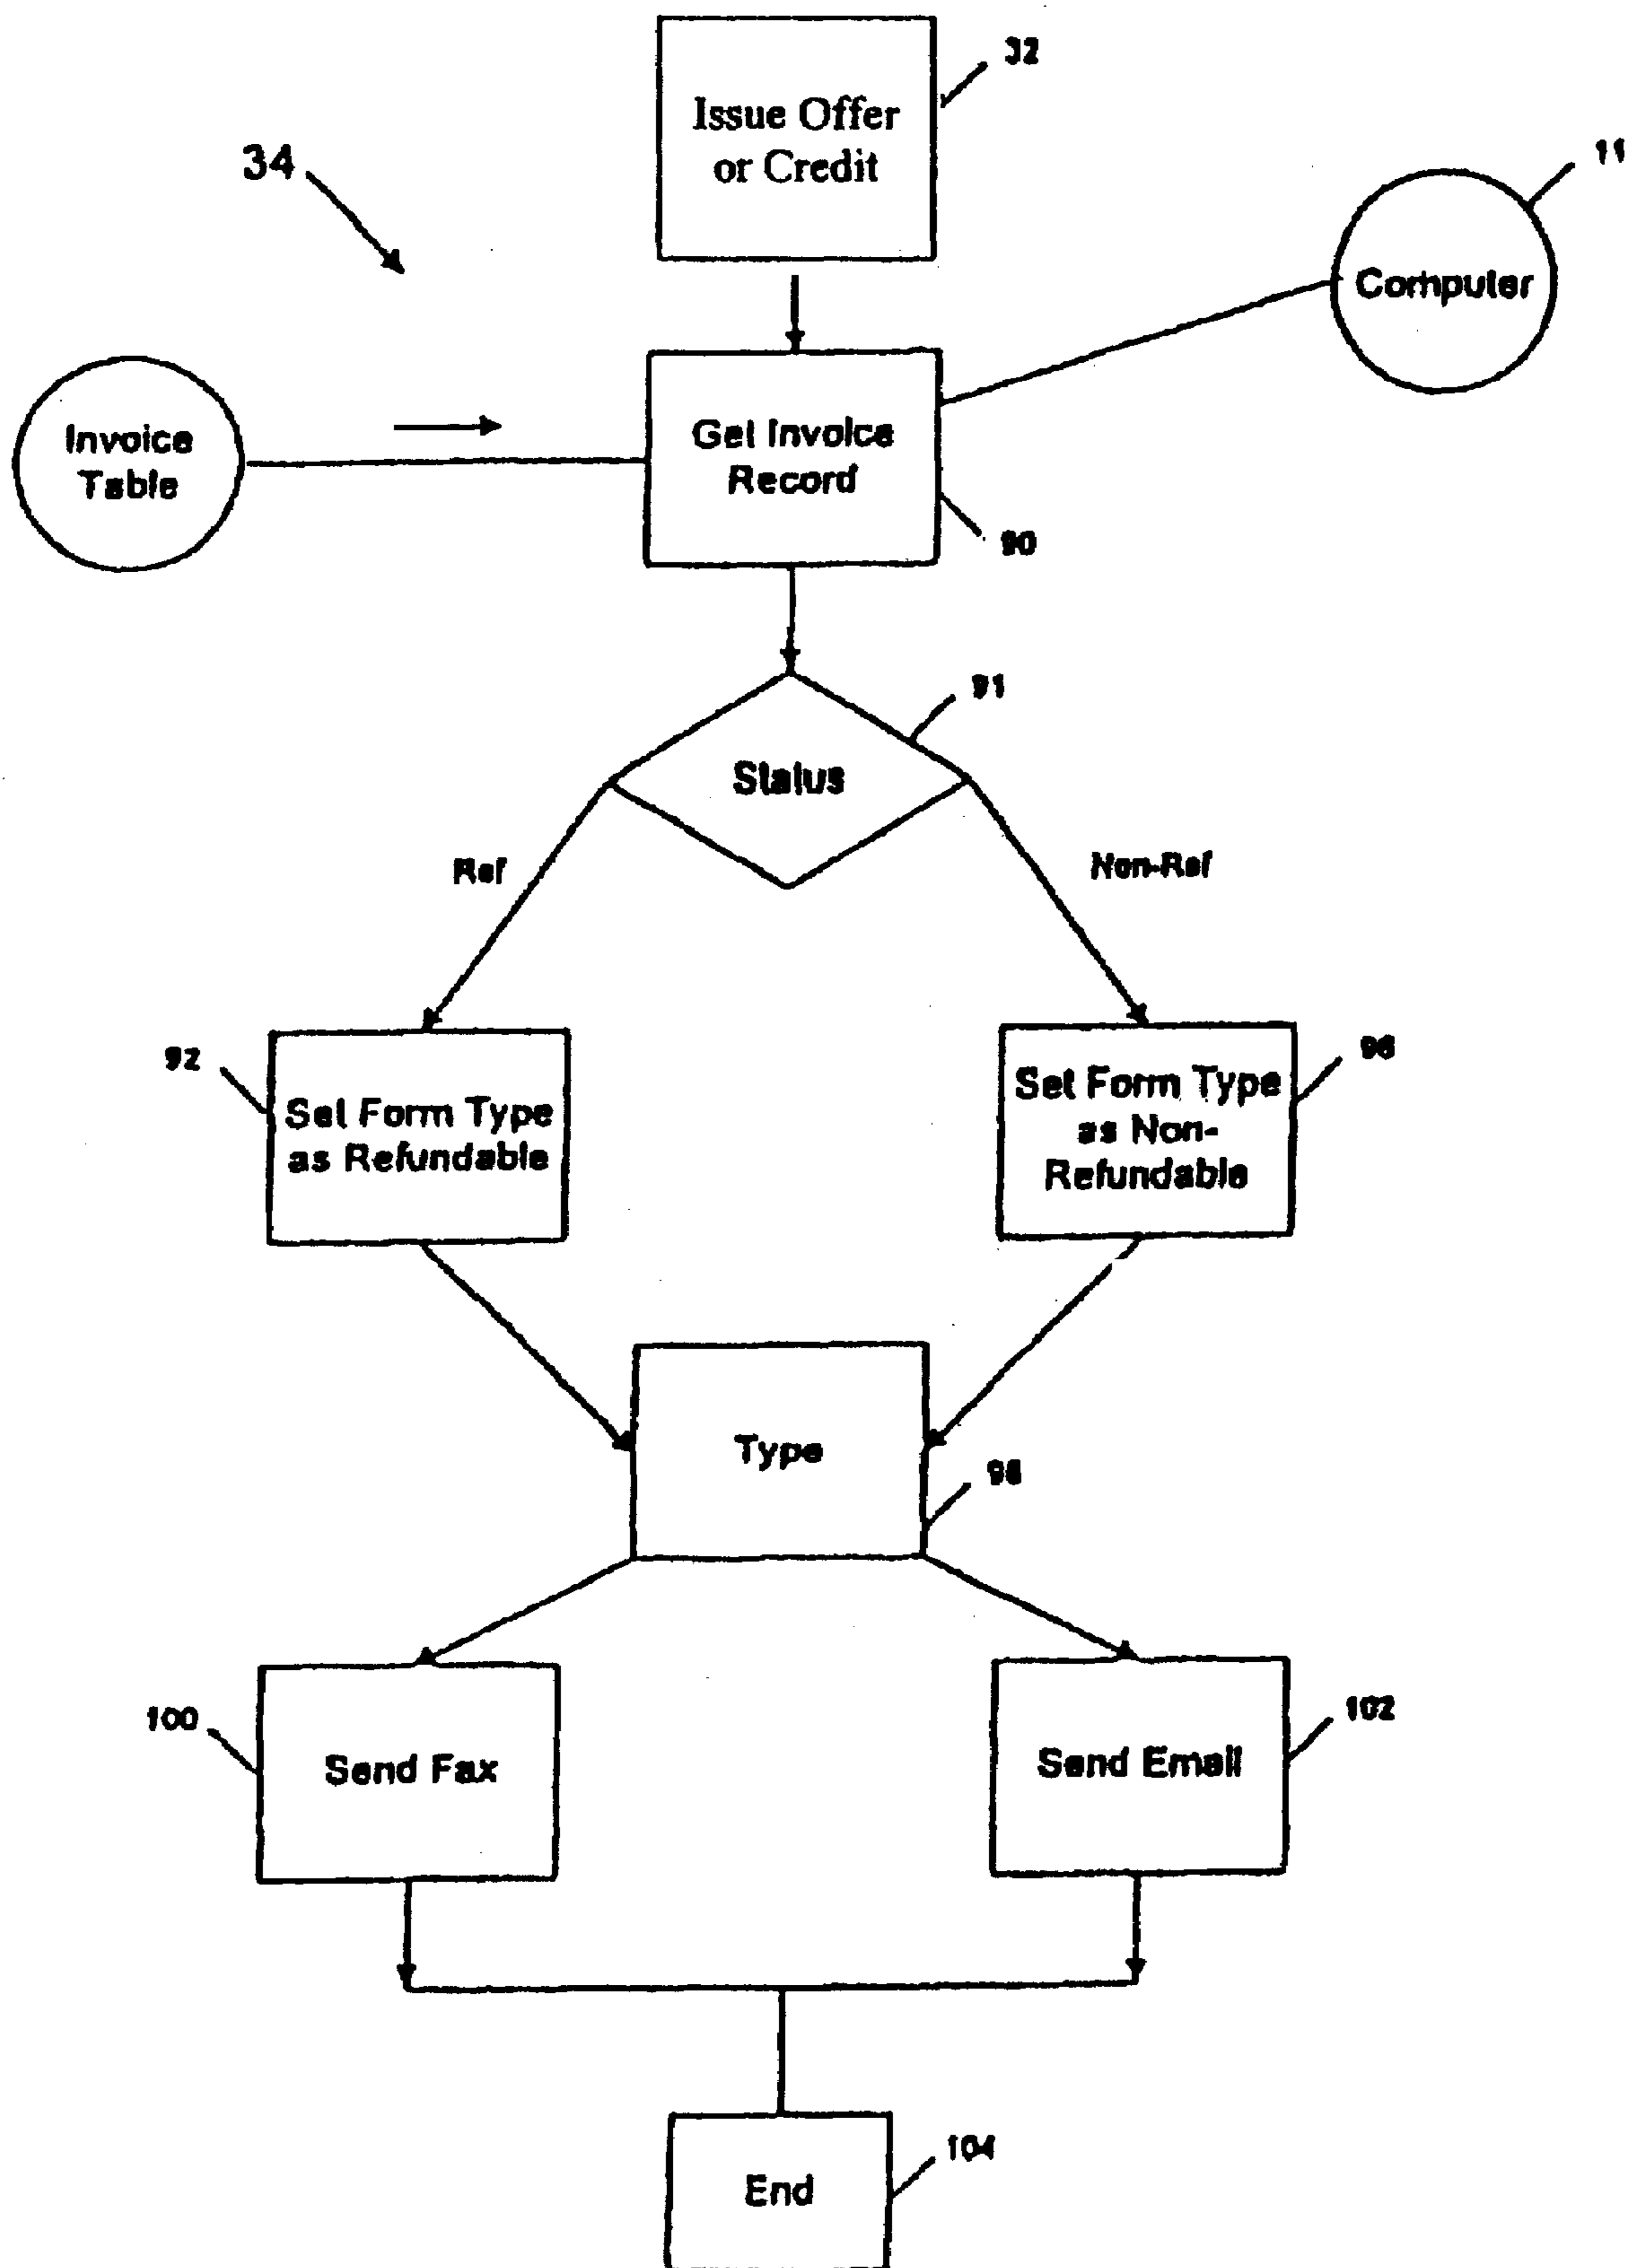 32
Issue Offer
or Credit
34
11
Computer
Invoice
Table
Get Invoice
Record
90
91
Status
Ref
Non-Ref
92
Set Form Type
as Refundable
96
Set Form Type
as Non-
Refundable
Type
98
100
Send Fax
102
Send Email
104
End